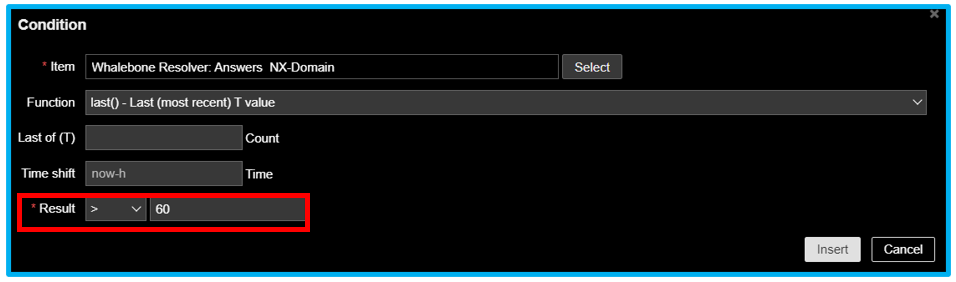 Condition
* Item Whalebone Resolver: Answers NX-Domain Select
Function last() - Last (most recent) T value
Last of (T) Count
Time shift now-h Time
* Result > 60
Insert Cancel